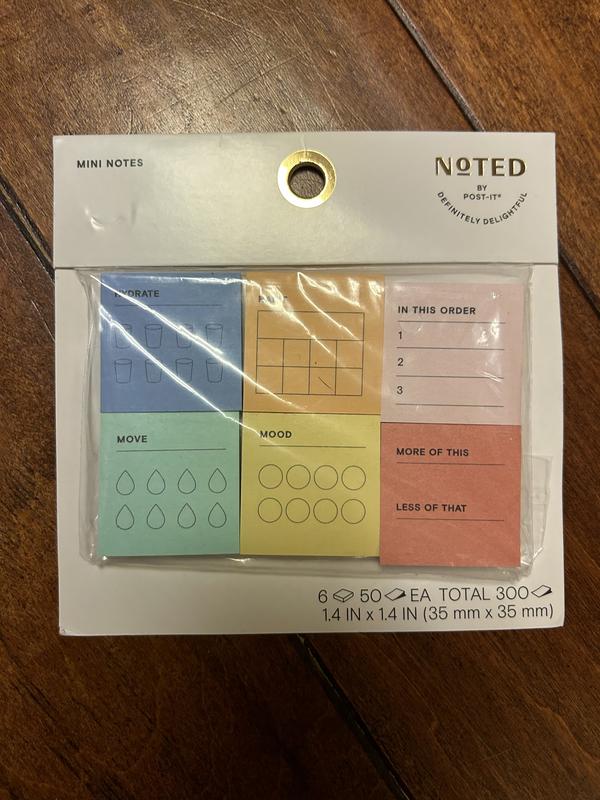 MINI NOTES
NOTED
BY
POST-IT®
DEFINITELY DELIGHTFUL
HYDRATE
IN THIS ORDER
1
2
3
MOVE
MOOD
MORE OF THIS
LESS OF THAT
6 50 EA TOTAL 300
1.4 IN x 1.4 IN (35 mm x 35 mm)